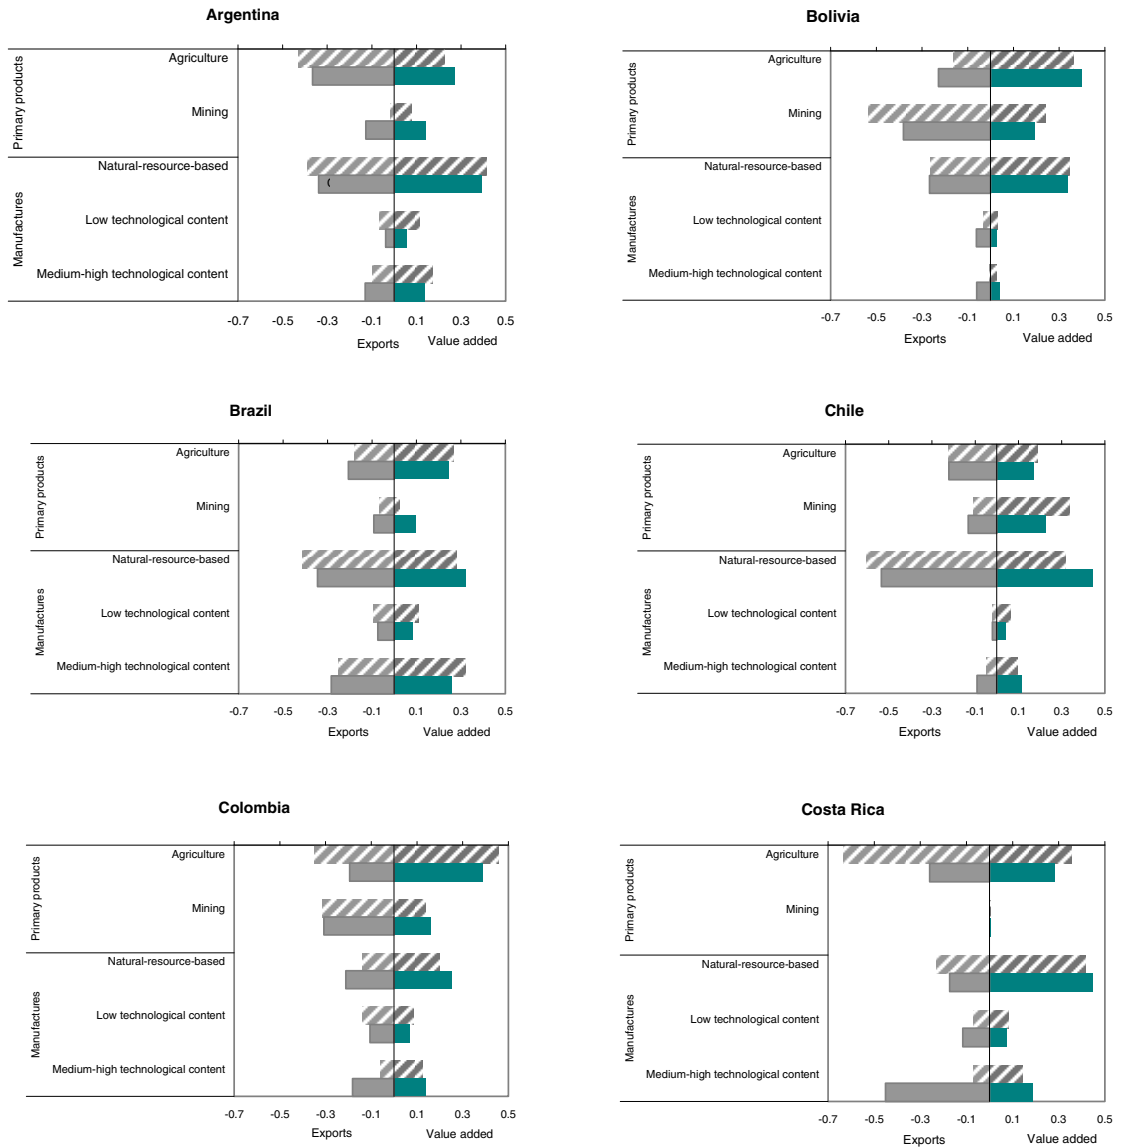 Argentina
Primary products
Agriculture
Mining
Manufactures
Natural-resource-based
(
Low technological content
Medium-high technological content
-0.7 -0.5 -0.3 -0.1 0.1 0.3 0.5
Exports Value added
Bolivia
Primary products
Agriculture
Mining
Manufactures
Natural-resource-based
Low technological content
Medium-high technological content
-0.7 -0.5 -0.3 -0.1 0.1 0.3 0.5
Exports Value added
Brazil
Primary products
Agriculture
Mining
Manufactures
Natural-resource-based
Low technological content
Medium-high technological content
-0.7 -0.5 -0.3 -0.1 0.1 0.3 0.5
Exports Value added
Chile
Primary products
Agriculture
Mining
Manufactures
Natural-resource-based
Low technological content
Medium-high technological content
-0.7 -0.5 -0.3 -0.1 0.1 0.3 0.5
Exports Value added
Colombia
Primary products
Agriculture
Mining
Manufactures
Natural-resource-based
Low technological content
Medium-high technological content
-0.7 -0.5 -0.3 -0.1 0.1 0.3 0.5
Exports Value added
Costa Rica
Primary products
Agriculture
Mining
Manufactures
Natural-resource-based
Low technological content
Medium-high technological content
-0.7 -0.5 -0.3 -0.1 0.1 0.3 0.5
Exports Value added